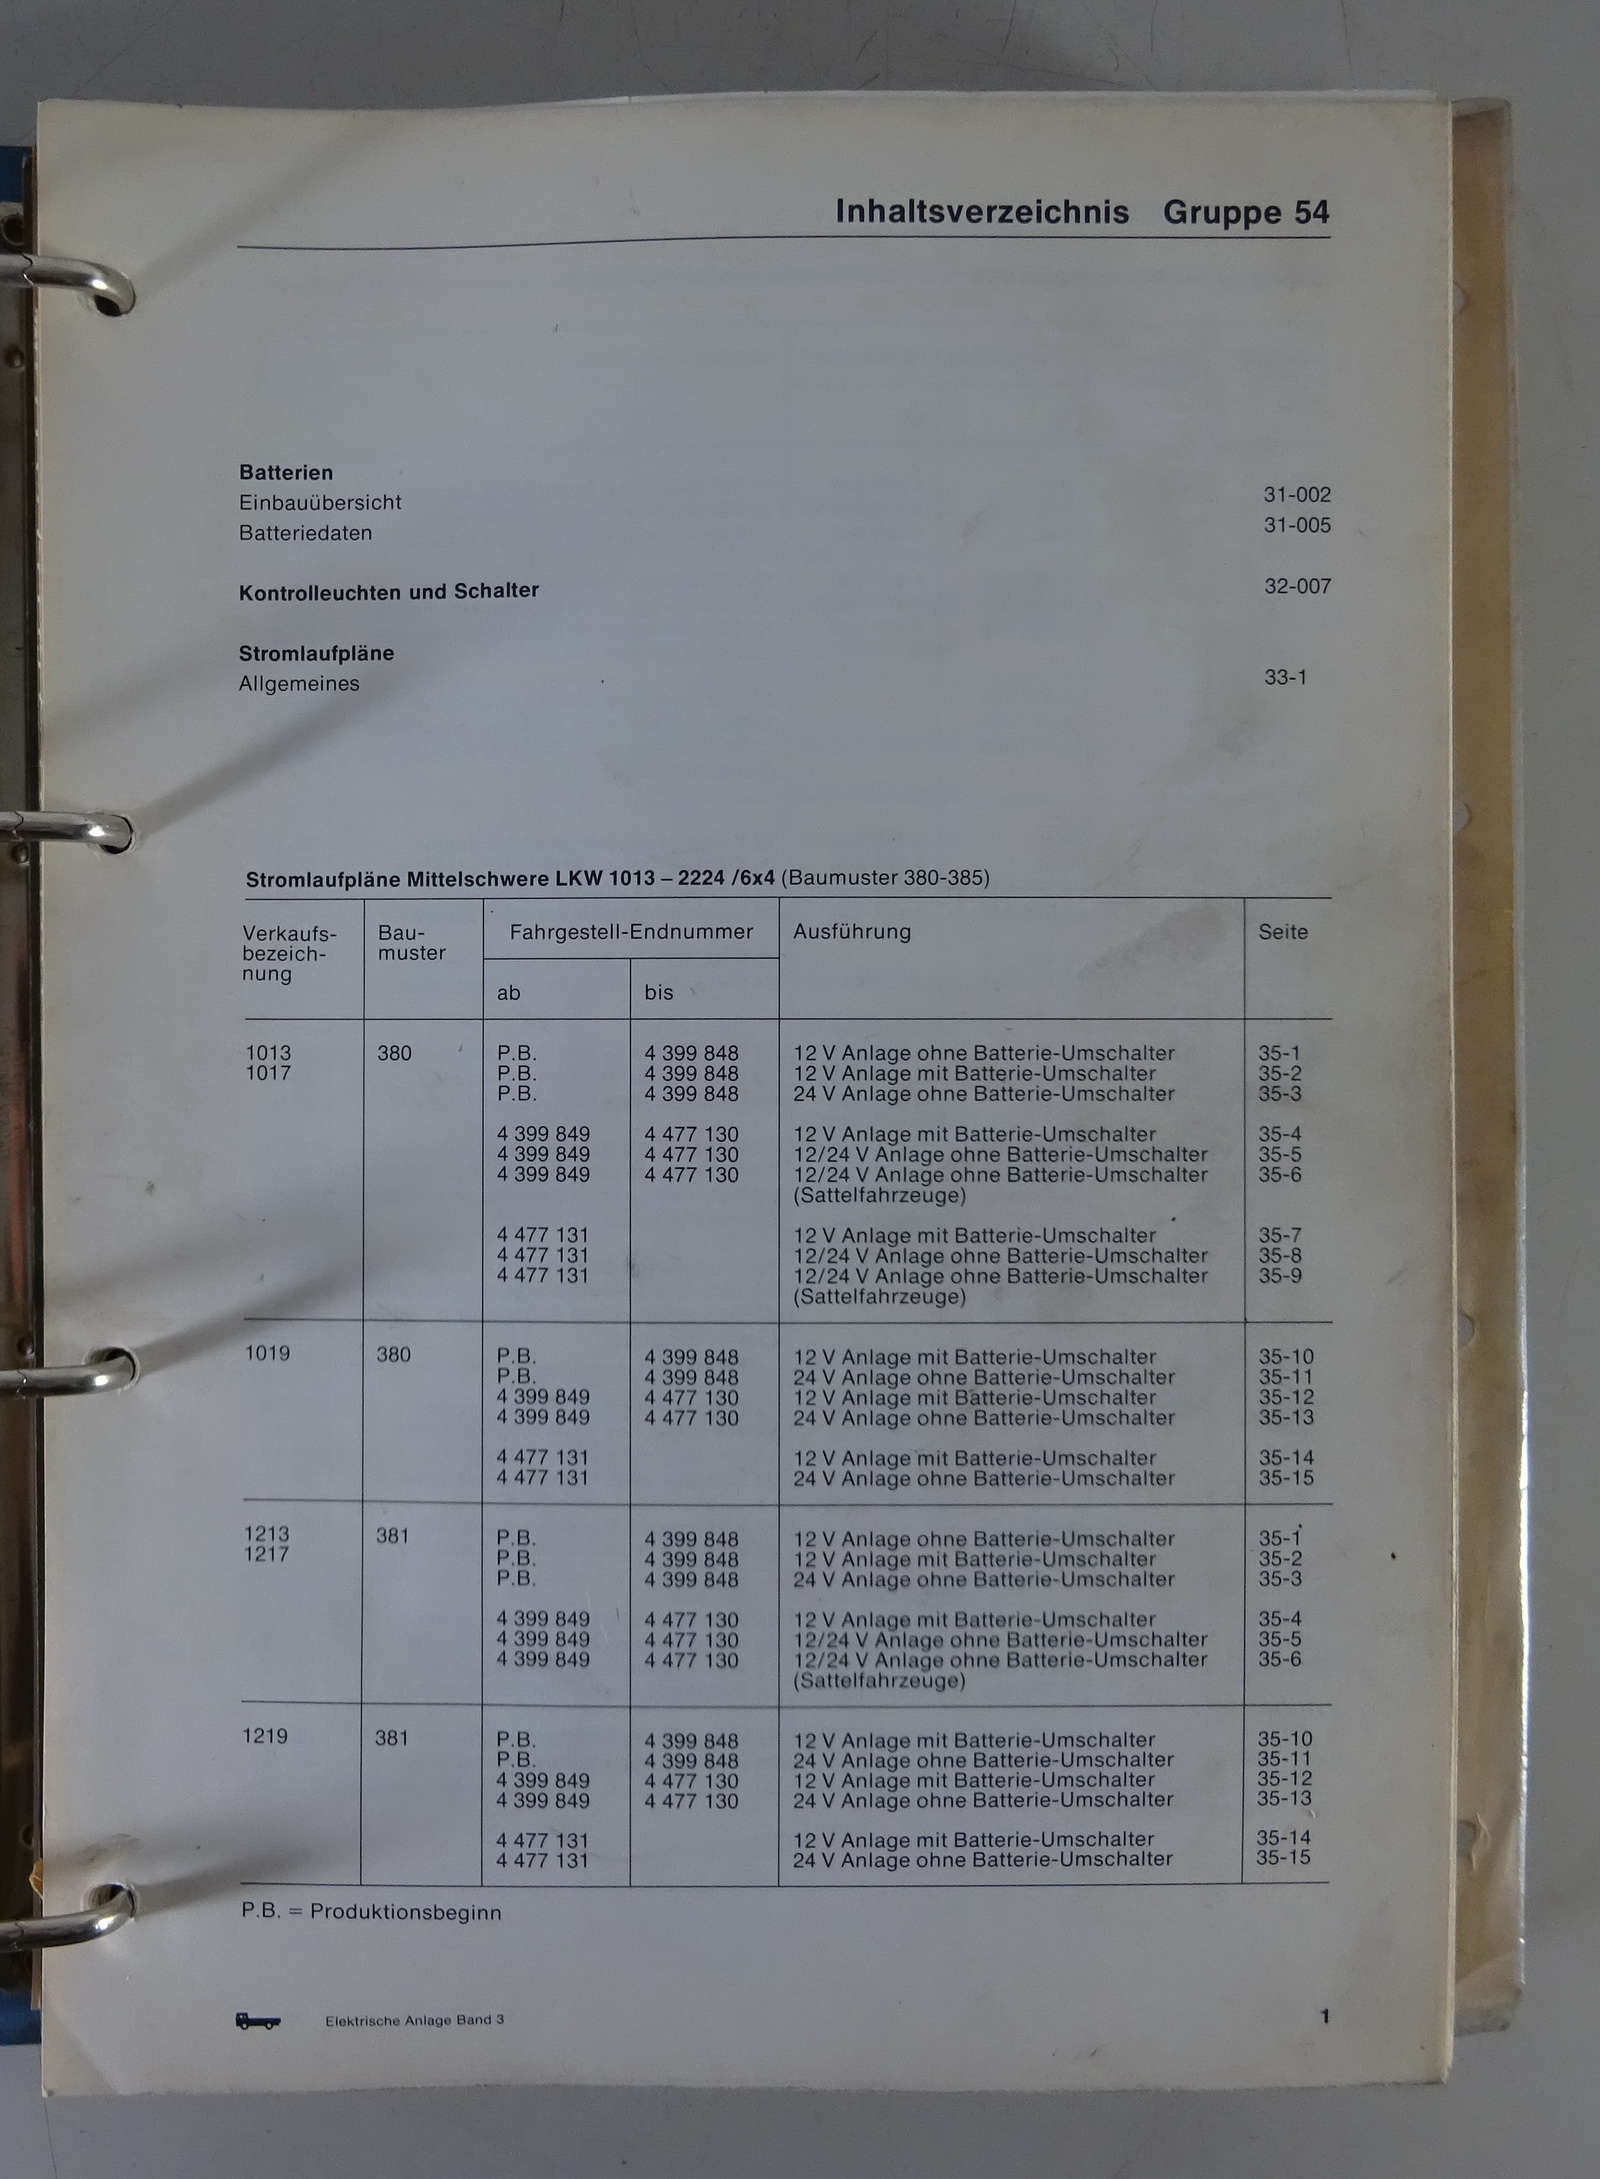 Inhaltsverzeichnis Gruppe 54
Batterien
Einbauübersicht 31-002
Batteriedaten 31-005
Kontrolleuchten und Schalter 32-007
Stromlaufpläne
Allgemeines 33-1
Stromlaufpläne Mittelschwere LKW 1013 – 2224 /6x4 (Baumuster 380-385)
Verkaufs- Bau- Fahrgestell-Endnummer Ausführung Seite
bezeich- muster
nung
ab bis
1013 380 P.B. 4 399 848 12 V Anlage ohne Batterie-Umschalter 35-1
1017 P.B. 4 399 848 12 V Anlage mit Batterie-Umschalter 35-2
P.B. 4 399 848 24 V Anlage ohne Batterie-Umschalter 35-3
4 399 849 4 477 130 12 V Anlage mit Batterie-Umschalter 35-4
4 399 849 4 477 130 12/24 V Anlage ohne Batterie-Umschalter 35-5
4 399 849 4 477 130 12/24 V Anlage ohne Batterie-Umschalter 35-6
(Sattelfahrzeuge)
4 477 131 12 V Anlage mit Batterie-Umschalter 35-7
4 477 131 12/24 V Anlage ohne Batterie-Umschalter 35-8
4 477 131 12/24 V Anlage ohne Batterie-Umschalter 35-9
(Sattelfahrzeuge)
1019 380 P.B. 4 399 848 12 V Anlage mit Batterie-Umschalter 35-10
P.B. 4 399 848 24 V Anlage ohne Batterie-Umschalter 35-11
4 399 849 4 477 130 12 V Anlage mit Batterie-Umschalter 35-12
4 399 849 4 477 130 24 V Anlage ohne Batterie-Umschalter 35-13
4 477 131 12 V Anlage mit Batterie-Umschalter 35-14
4 477 131 24 V Anlage ohne Batterie-Umschalter 35-15
1213 381 P.B. 4 399 848 12 V Anlage ohne Batterie-Umschalter 35-1
1217 P.B. 4 399 848 12 V Anlage mit Batterie-Umschalter 35-2
P.B. 4 399 848 24 V Anlage ohne Batterie-Umschalter 35-3
4 399 849 4 477 130 12 V Anlage mit Batterie-Umschalter 35-4
4 399 849 4 477 130 12/24 V Anlage ohne Batterie-Umschalter 35-5
4 399 849 4 477 130 12/24 V Anlage ohne Batterie-Umschalter 35-6
(Sattelfahrzeuge)
1219 381 P.B. 4 399 848 12 V Anlage mit Batterie-Umschalter 35-10
P.B. 4 399 848 24 V Anlage ohne Batterie-Umschalter 35-11
4 399 849 4 477 130 12 V Anlage mit Batterie-Umschalter 35-12
4 399 849 4 477 130 24 V Anlage ohne Batterie-Umschalter 35-13
4 477 131 12 V Anlage mit Batterie-Umschalter 35-14
4 477 131 24 V Anlage ohne Batterie-Umschalter 35-15
P.B. = Produktionsbeginn
Elektrische Anlage Band 3 1